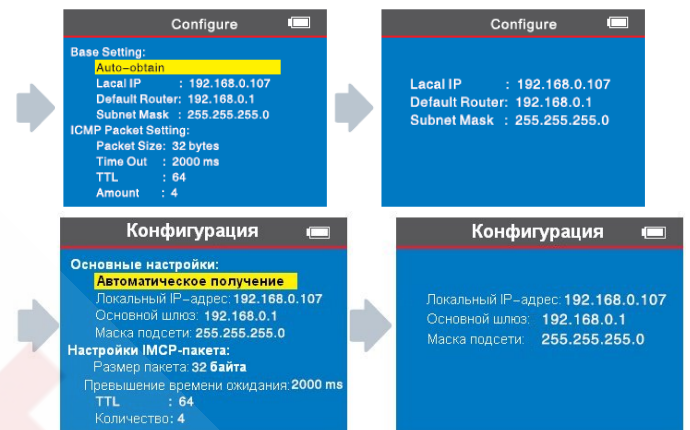 Configure
Base Setting:
Auto-obtain
Lacal IP : 192.168.0.107
Default Router: 192.168.0.1
Subnet Mask : 255.255.255.0
ICMP Packet Setting:
Packet Size: 32 bytes
Time Out : 2000 ms
TTL : 64
Amount : 4
Configure
Lacal IP : 192.168.0.107
Default Router: 192.168.0.1
Subnet Mask : 255.255.255.0
Конфигурация
Основные настройки:
Автоматическое получение
Локальный IP-адрес: 192.168.0.107
Основной шлюз: 192.168.0.1
Маска подсети: 255.255.255.0
Настройки IMCP-пакета:
Размер пакета: 32 байта
Превышение времени ожидания: 2000 ms
TTL : 64
Количество: 4
Конфигурация
Локальный IP-адрес: 192.168.0.107
Основной шлюз: 192.168.0.1
Маска подсети: 255.255.255.0